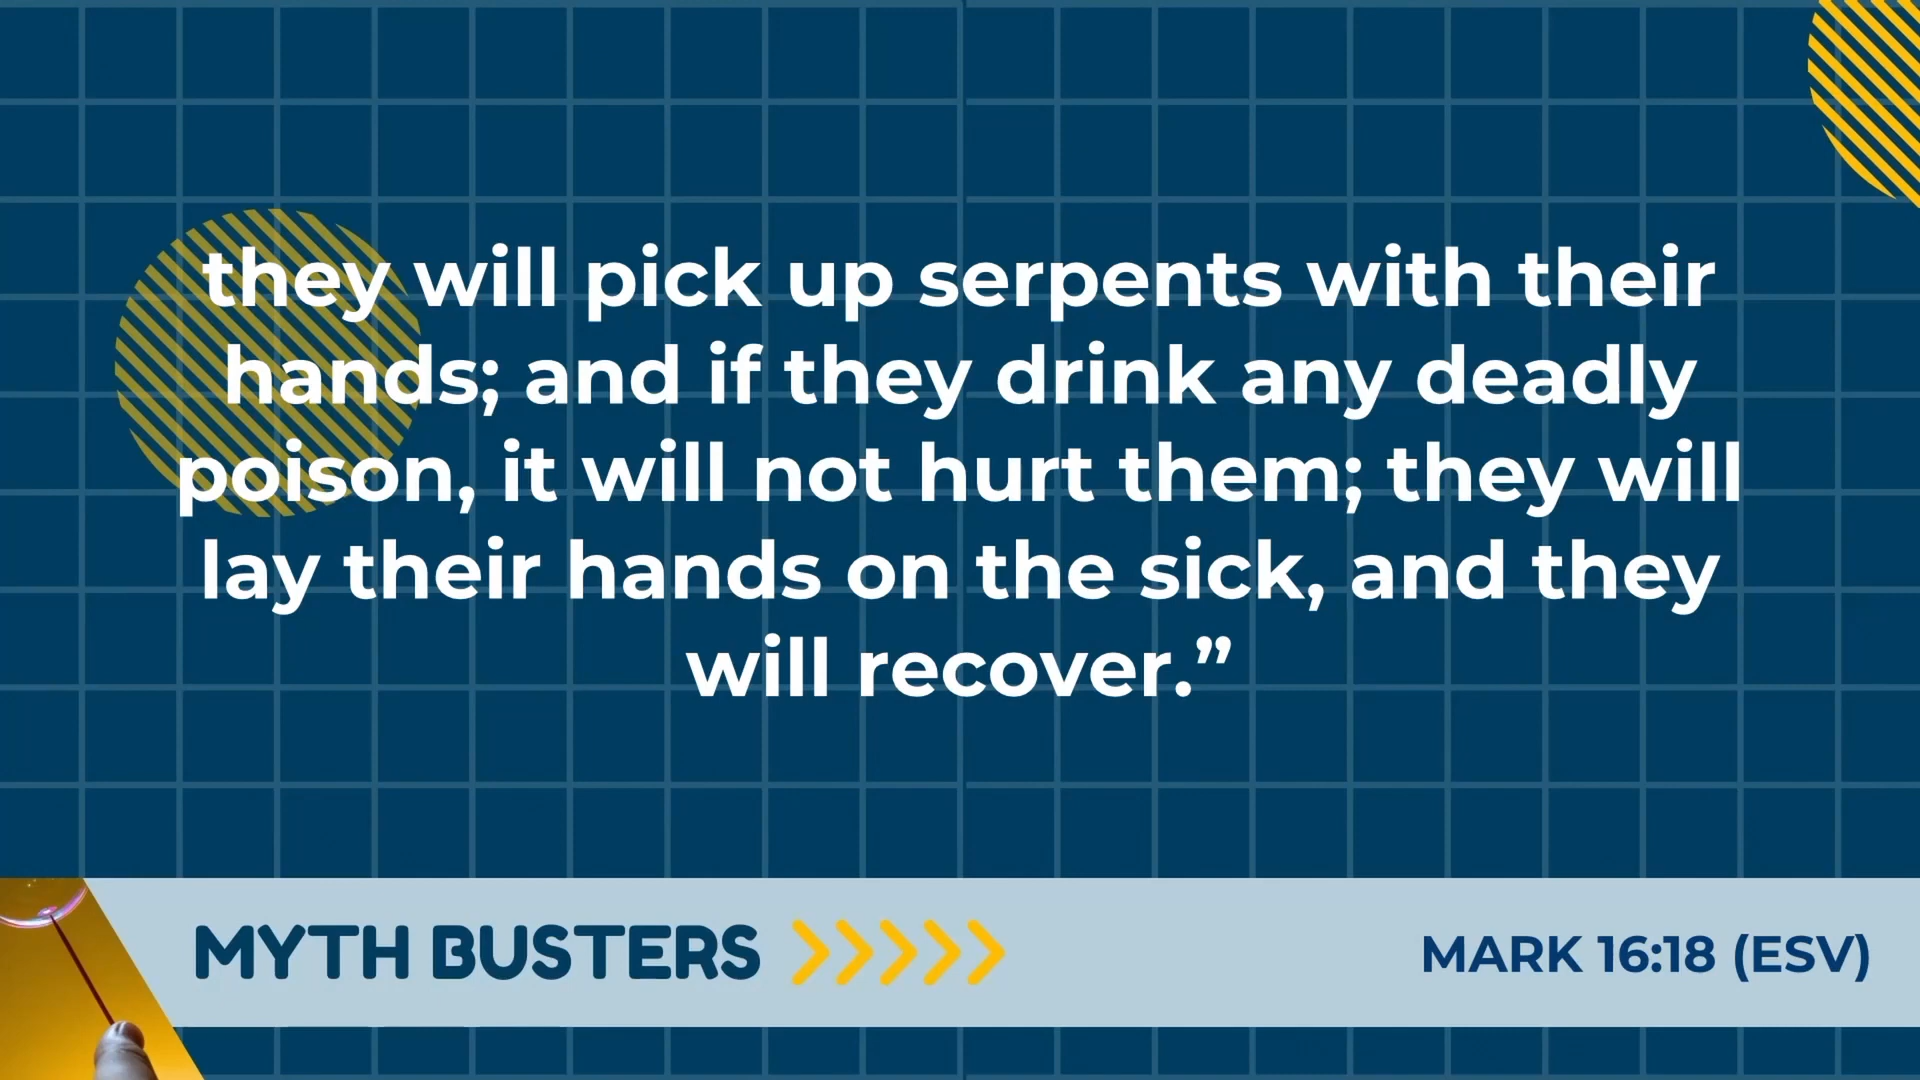 they will pick up serpents with their
hands; and if they drink any deadly
poison, it will not hurt them; they will
lay their hands on the sick, and they
will recover.”
MYTH BUSTERS
MARK 16:18 (ESV)